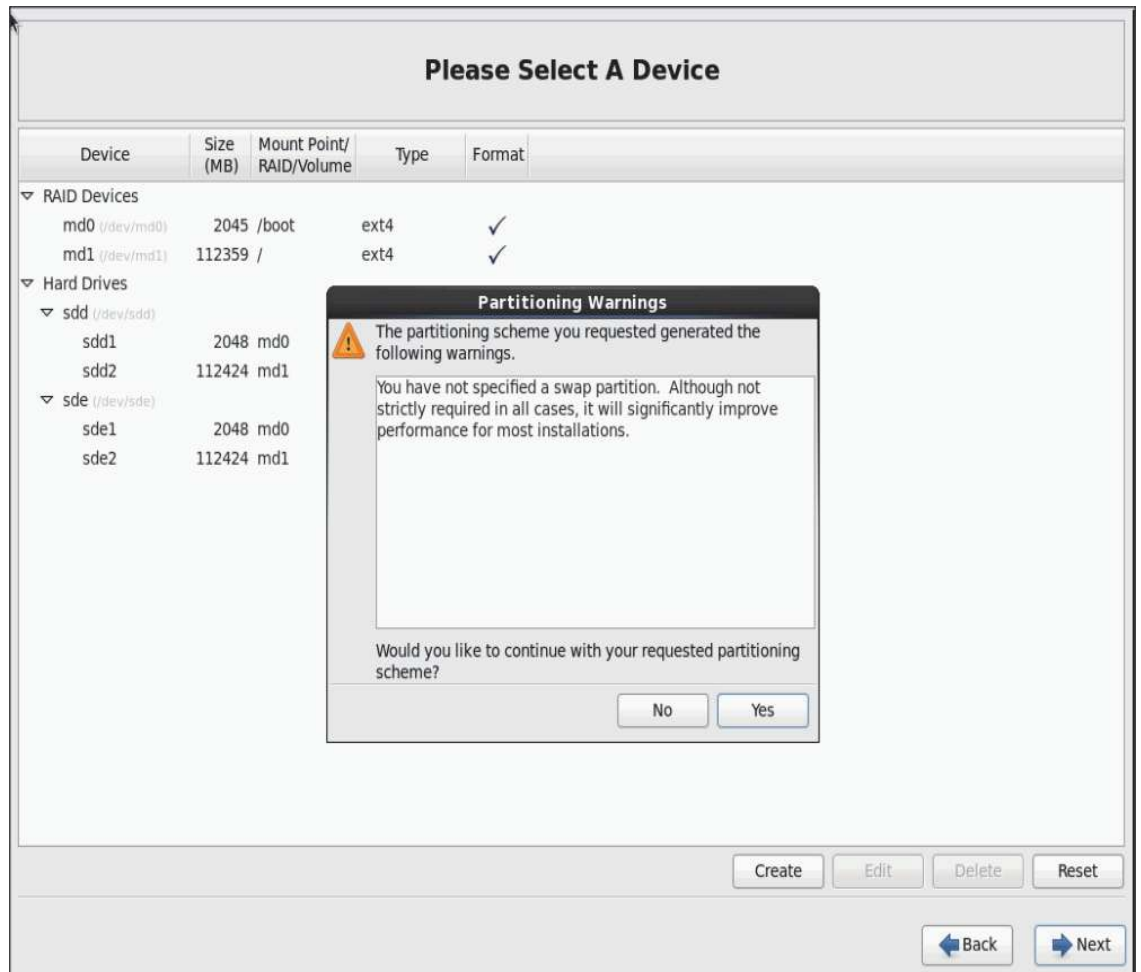 Please Select A Device
Device Size (MB) Mount Point/ RAID/Volume Type Format
RAID Devices
md0 (/dev/md0) 2045 /boot ext4
md1 (/dev/md1) 112359 / ext4
Hard Drives
sdd (/dev/sdd)
sdd1 2048 md0
sdd2 112424 md1
sde (/dev/sde)
sde1 2048 md0
sde2 112424 md1
Partitioning Warnings
The partitioning scheme you requested generated the
following warnings.
You have not specified a swap partition.  Although not
strictly required in all cases, it will significantly improve
performance for most installations.
Would you like to continue with your requested partitioning
scheme?
No Yes
Create Edit Delete Reset
Back Next